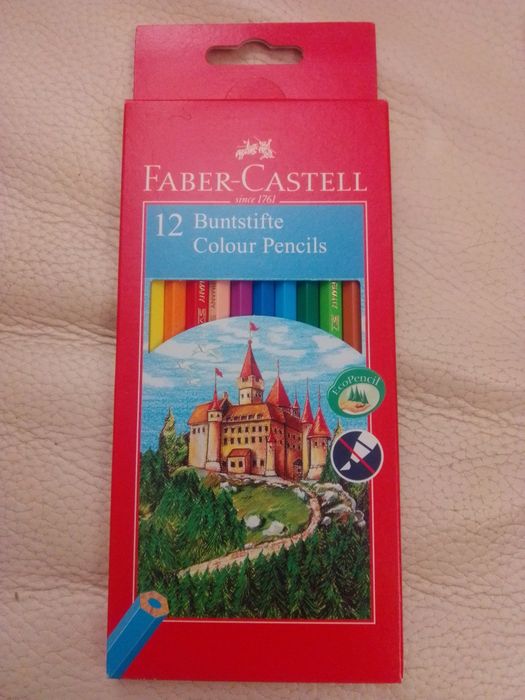 FABER-CASTELL
since 1761
12 Buntstifte
Colour Pencils
EcoPencil